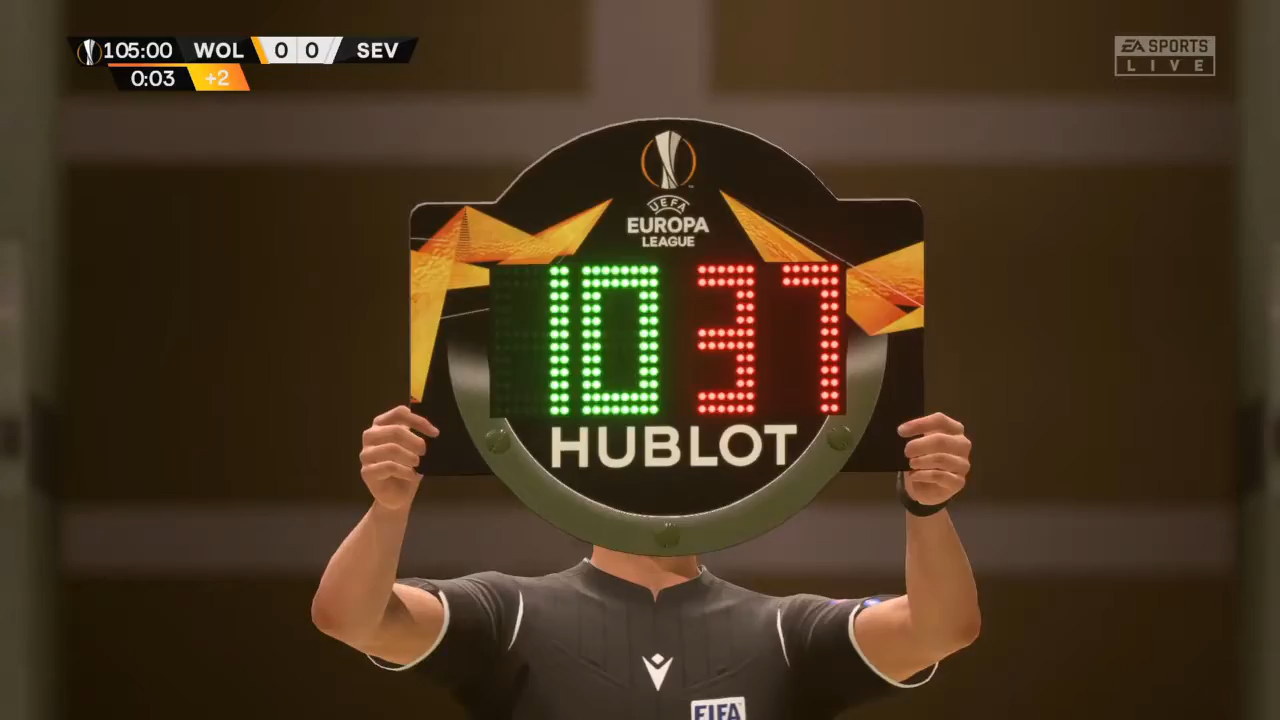 105:00 WOL 0 0 SEV
0:03 +2
EA SPORTS
LIVE
UEFA
EUROPA
LEAGUE
10 37
HUBLOT
FIFA